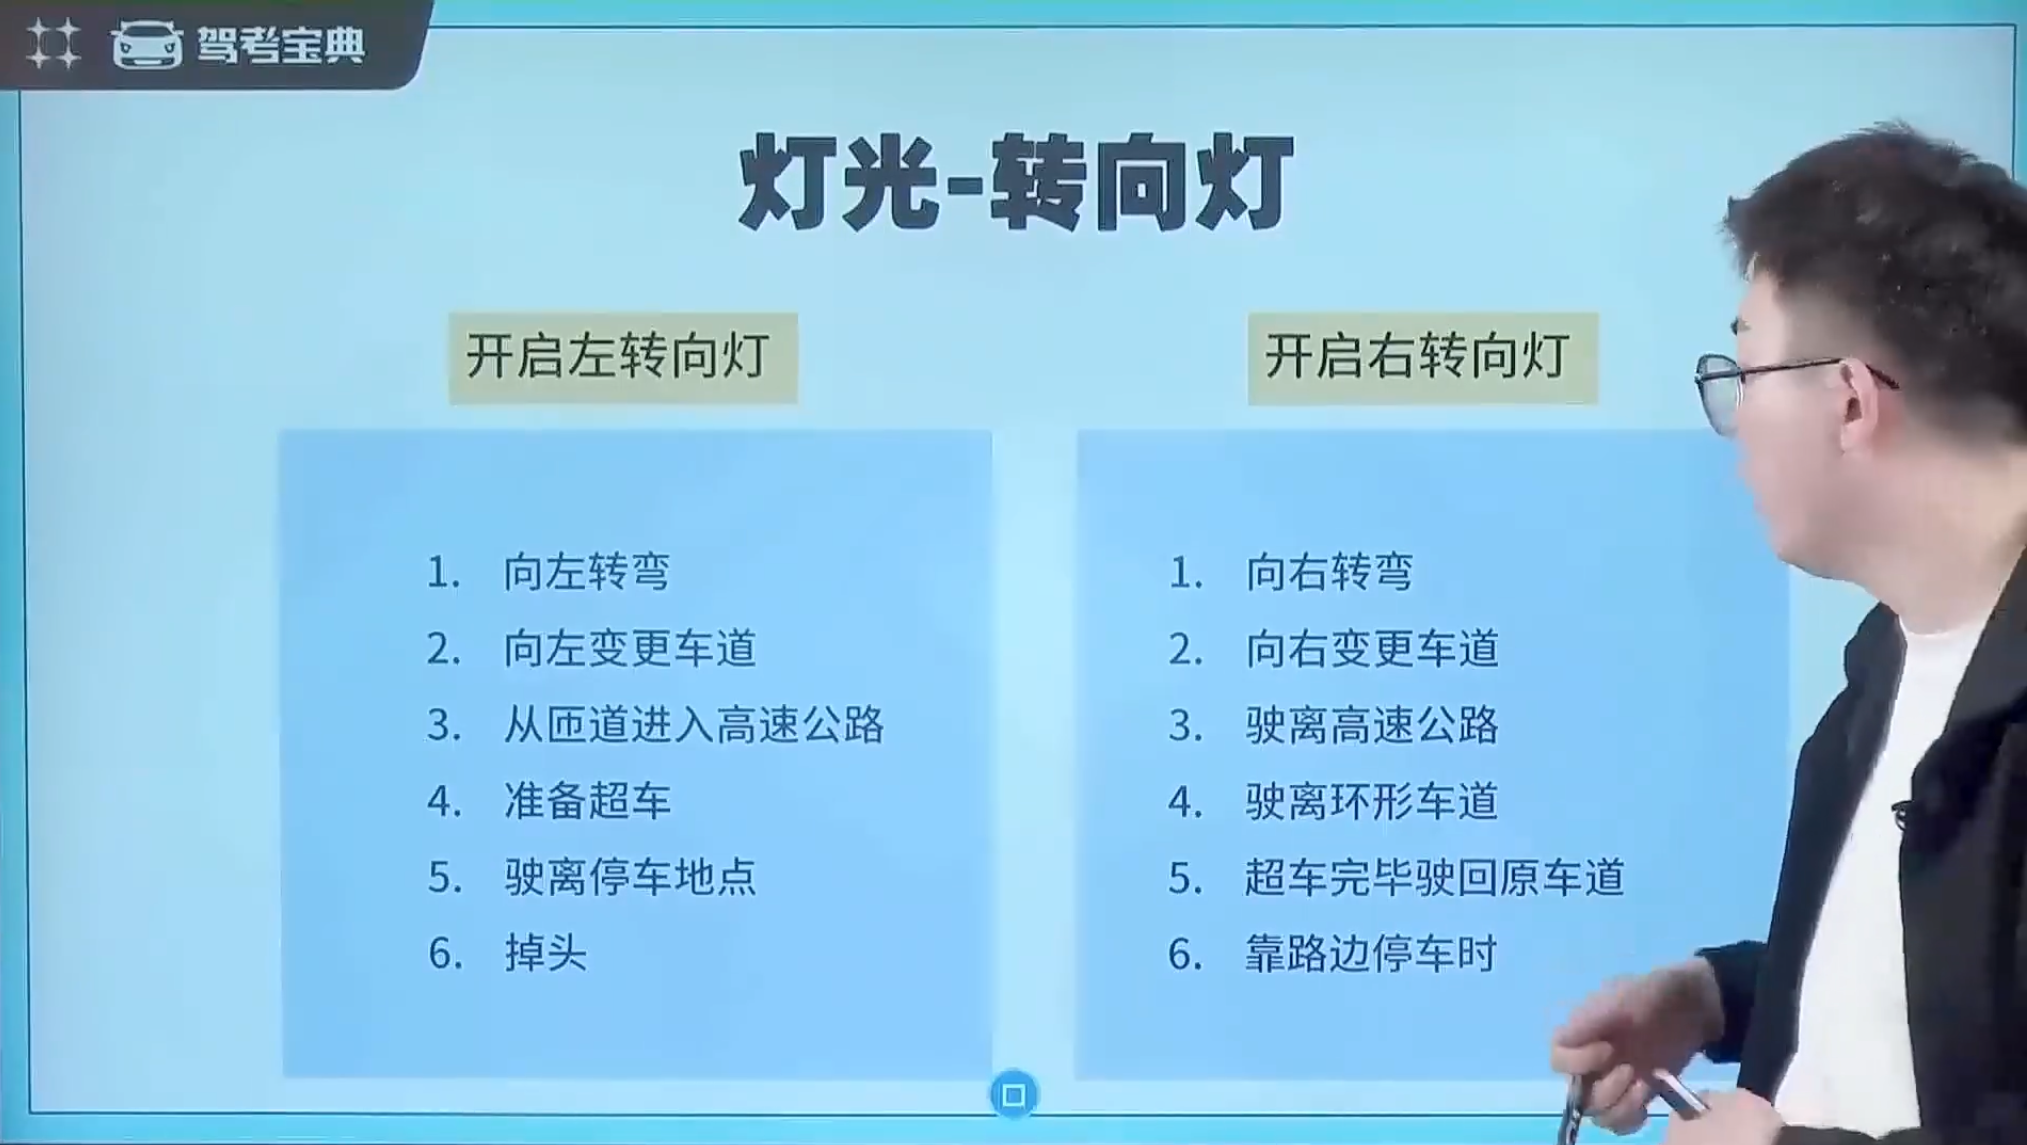 驾考宝典
灯光-转向灯
开启左转向灯
1. 向左转弯
2. 向左变更车道
3. 从匝道进入高速公路
4. 准备超车
5. 驶离停车地点
6. 掉头
开启右转向灯
1. 向右转弯
2. 向右变更车道
3. 驶离高速公路
4. 驶离环形车道
5. 超车完毕驶回原车道
6. 靠路边停车时